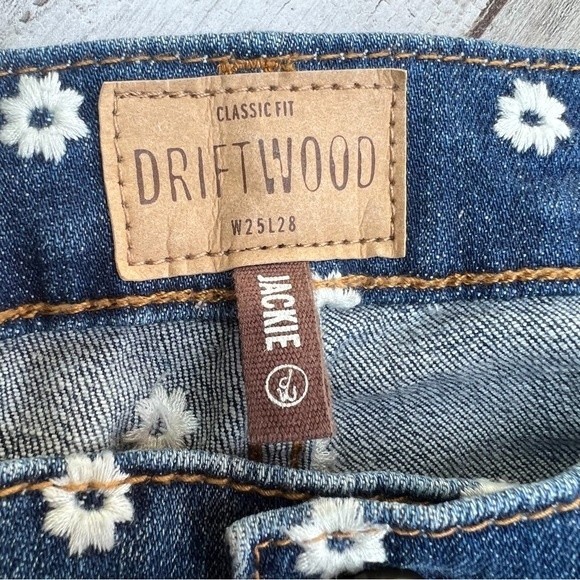 CLASSIC FIT
DRIFTWOOD
W25L28
JACKIE